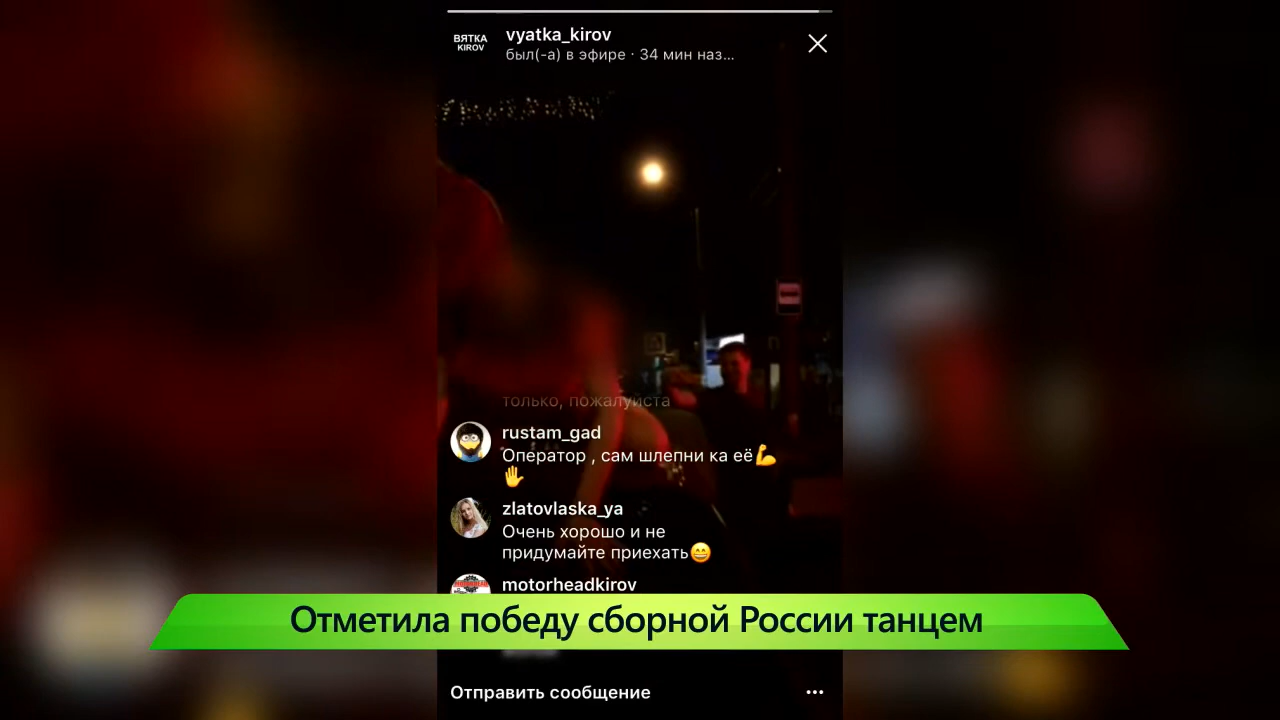 ВЯТКА
KIROV
vyatka_kirov
был(-а) в эфире · 34 мин наз...
только, пожалуйста
rustam_gad
Оператор , сам шлепни ка её💪
✋
zlatovlaska_ya
Очень хорошо и не
придумайте приехать😄
motorheadkirov
Отметила победу сборной России танцем
Отправить сообщение